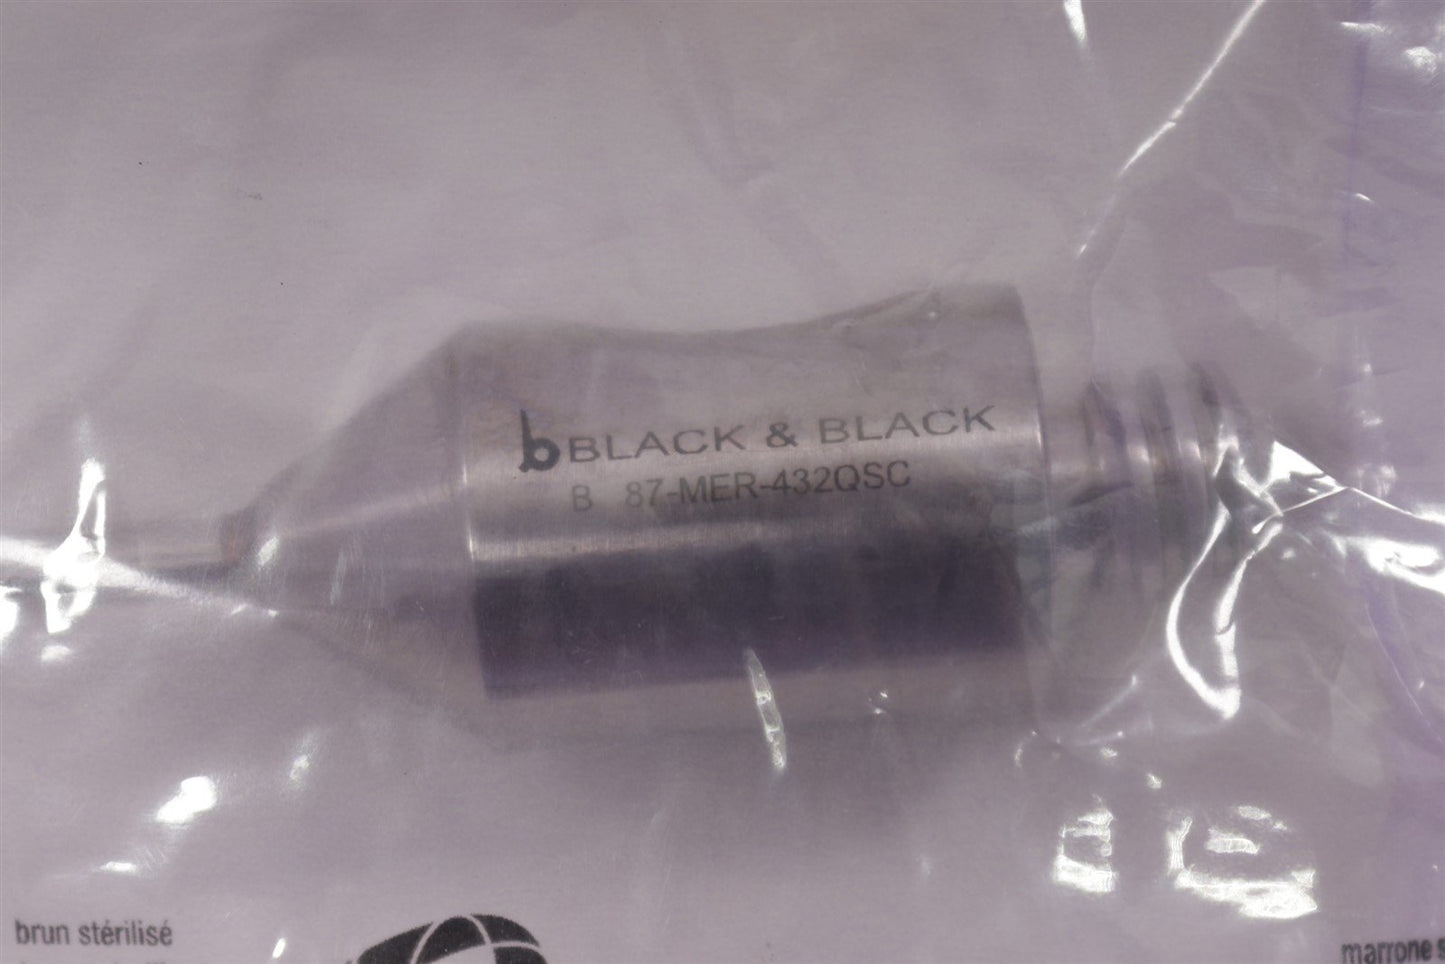 b BLACK & BLACK
B 87-MER-432QSC
brun stérilisé
marrone s